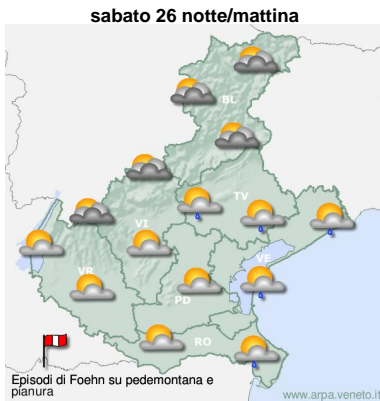 sabato 26 notte/mattina
BL
TV
VI
VE
VR
PD
RO
Episodi di Foehn su pedemontana e
pianura
www.arpa.veneto.it